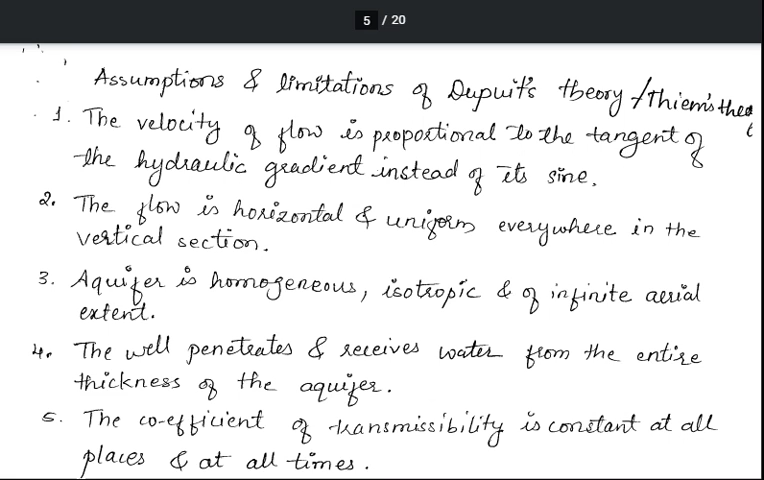 5 / 20
Assumptions & limitations of Dupuit's theory / Thiem's theo
1. The velocity of flow is proportional to the tangent of
the hydraulic gradient instead of its sine.
2. The flow is horizontal & uniform everywhere in the
vertical section.
3. Aquifer is homogeneous, isotropic & of infinite aerial
extent.
4. The well penetrates & receives water from the entire
thickness of the aquifer.
5. The co-efficient of transmissibility is constant at all
places & at all times.